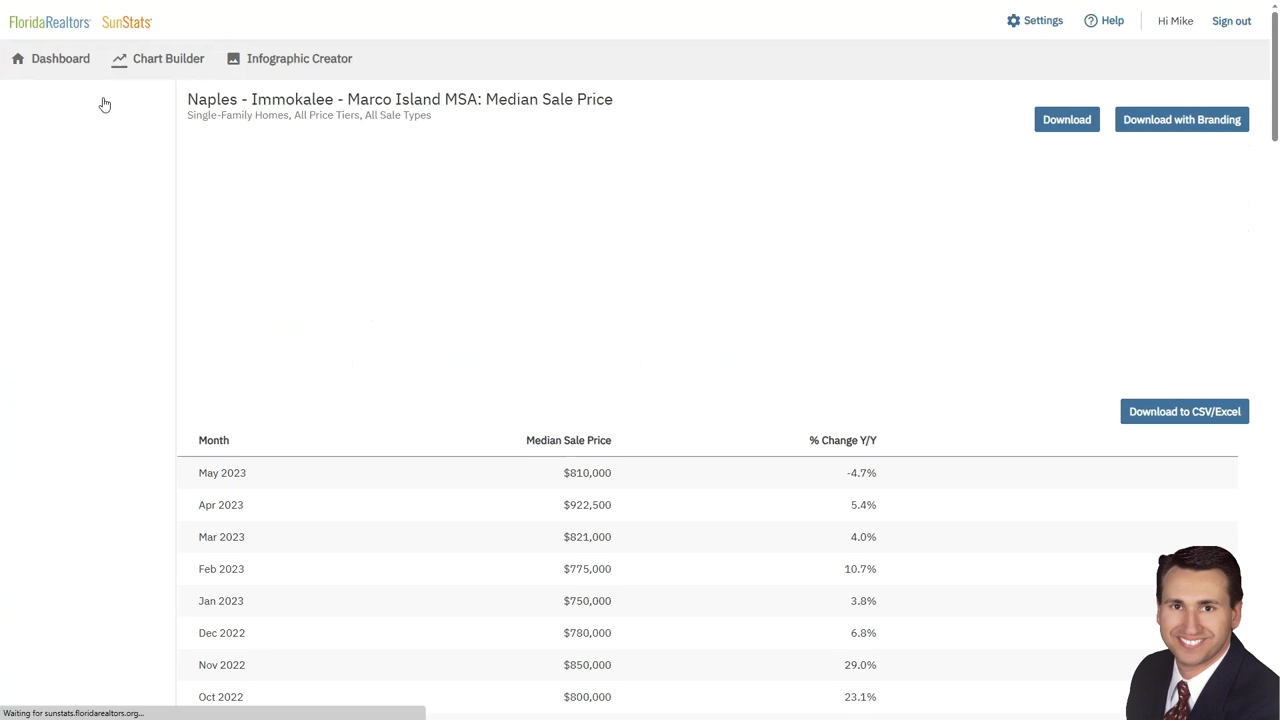 FloridaRealtors SunStats
Settings Help Hi Mike Sign out
Dashboard Chart Builder Infographic Creator
Naples - Immokalee - Marco Island MSA: Median Sale Price
Single-Family Homes, All Price Tiers, All Sale Types
Download Download with Branding
Download to CSV/Excel
Month Median Sale Price % Change Y/Y
May 2023 $810,000 -4.7%
Apr 2023 $922,500 5.4%
Mar 2023 $821,000 4.0%
Feb 2023 $775,000 10.7%
Jan 2023 $750,000 3.8%
Dec 2022 $780,000 6.8%
Nov 2022 $850,000 29.0%
Oct 2022 $800,000 23.1%
Waiting for sunstats.floridarealtors.org...